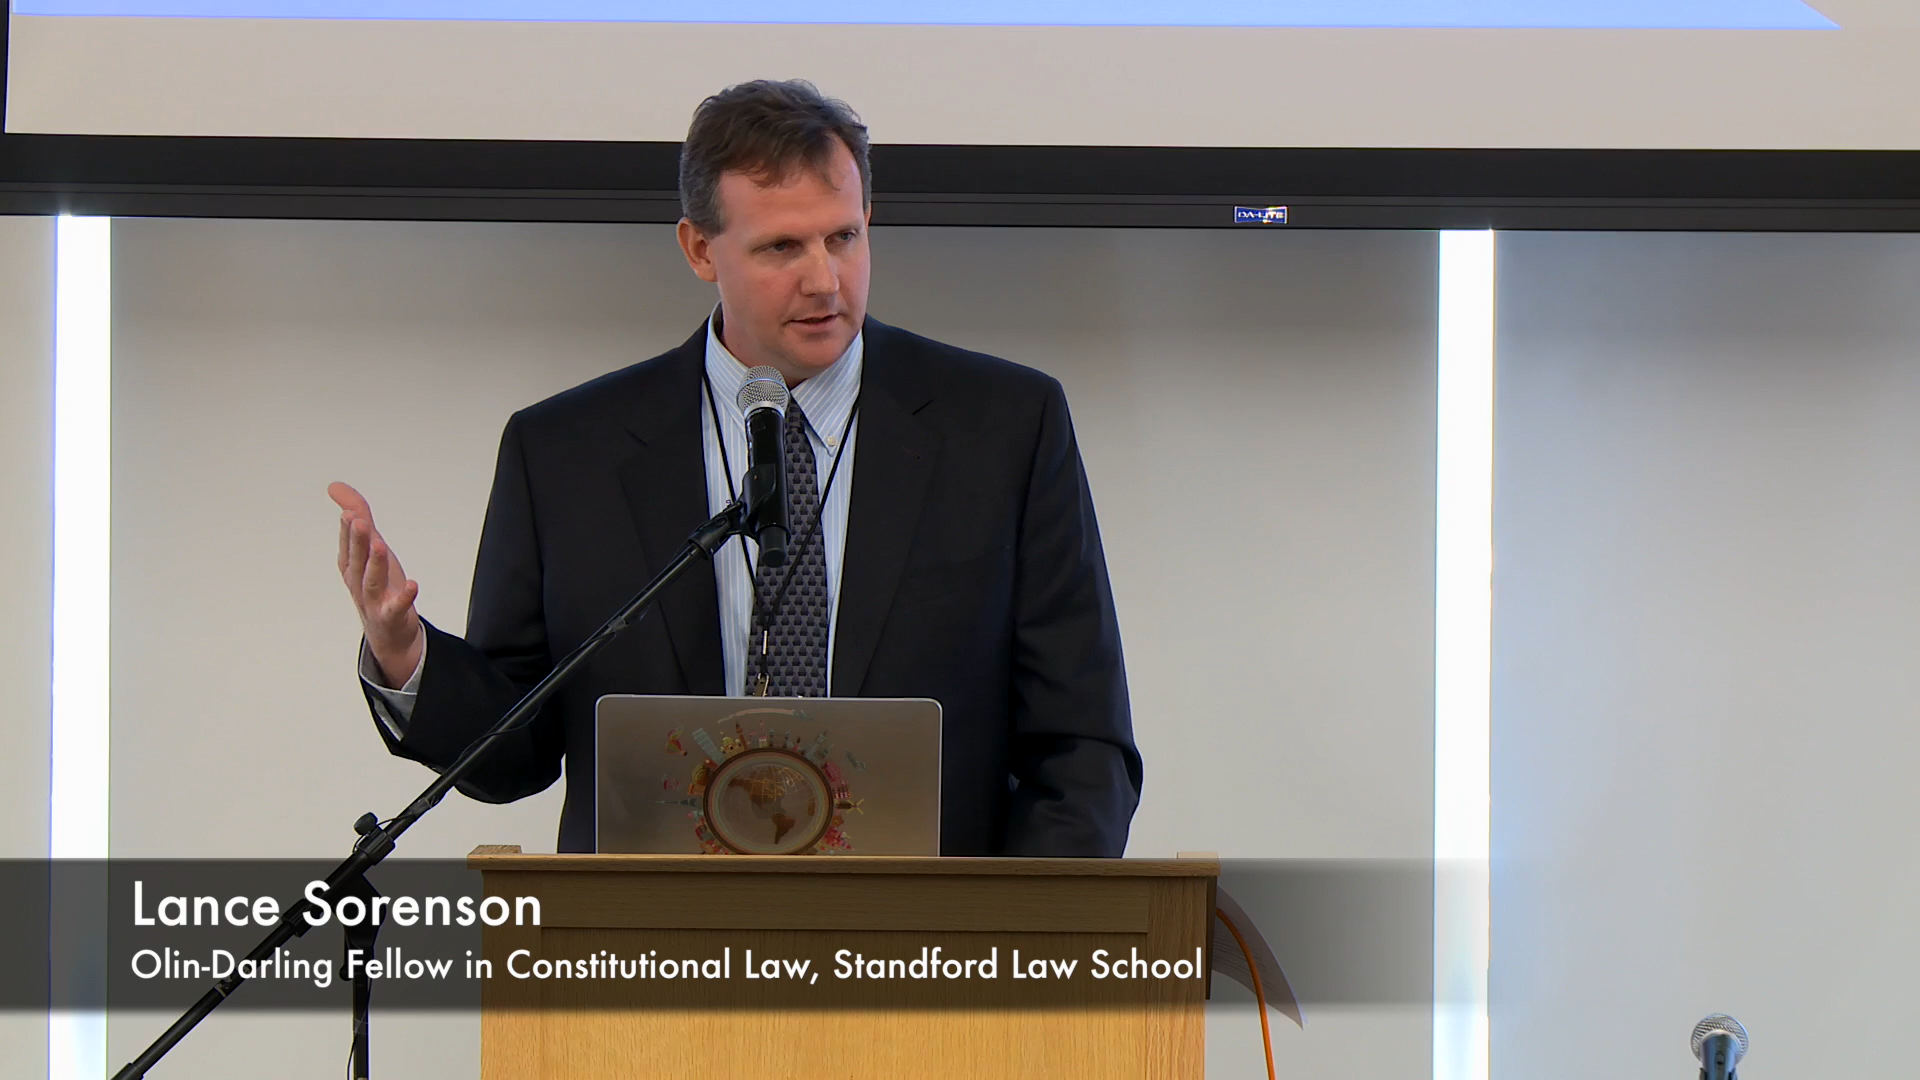 DA-LITE
Lance Sorenson
Olin-Darling Fellow in Constitutional Law, Standford Law School